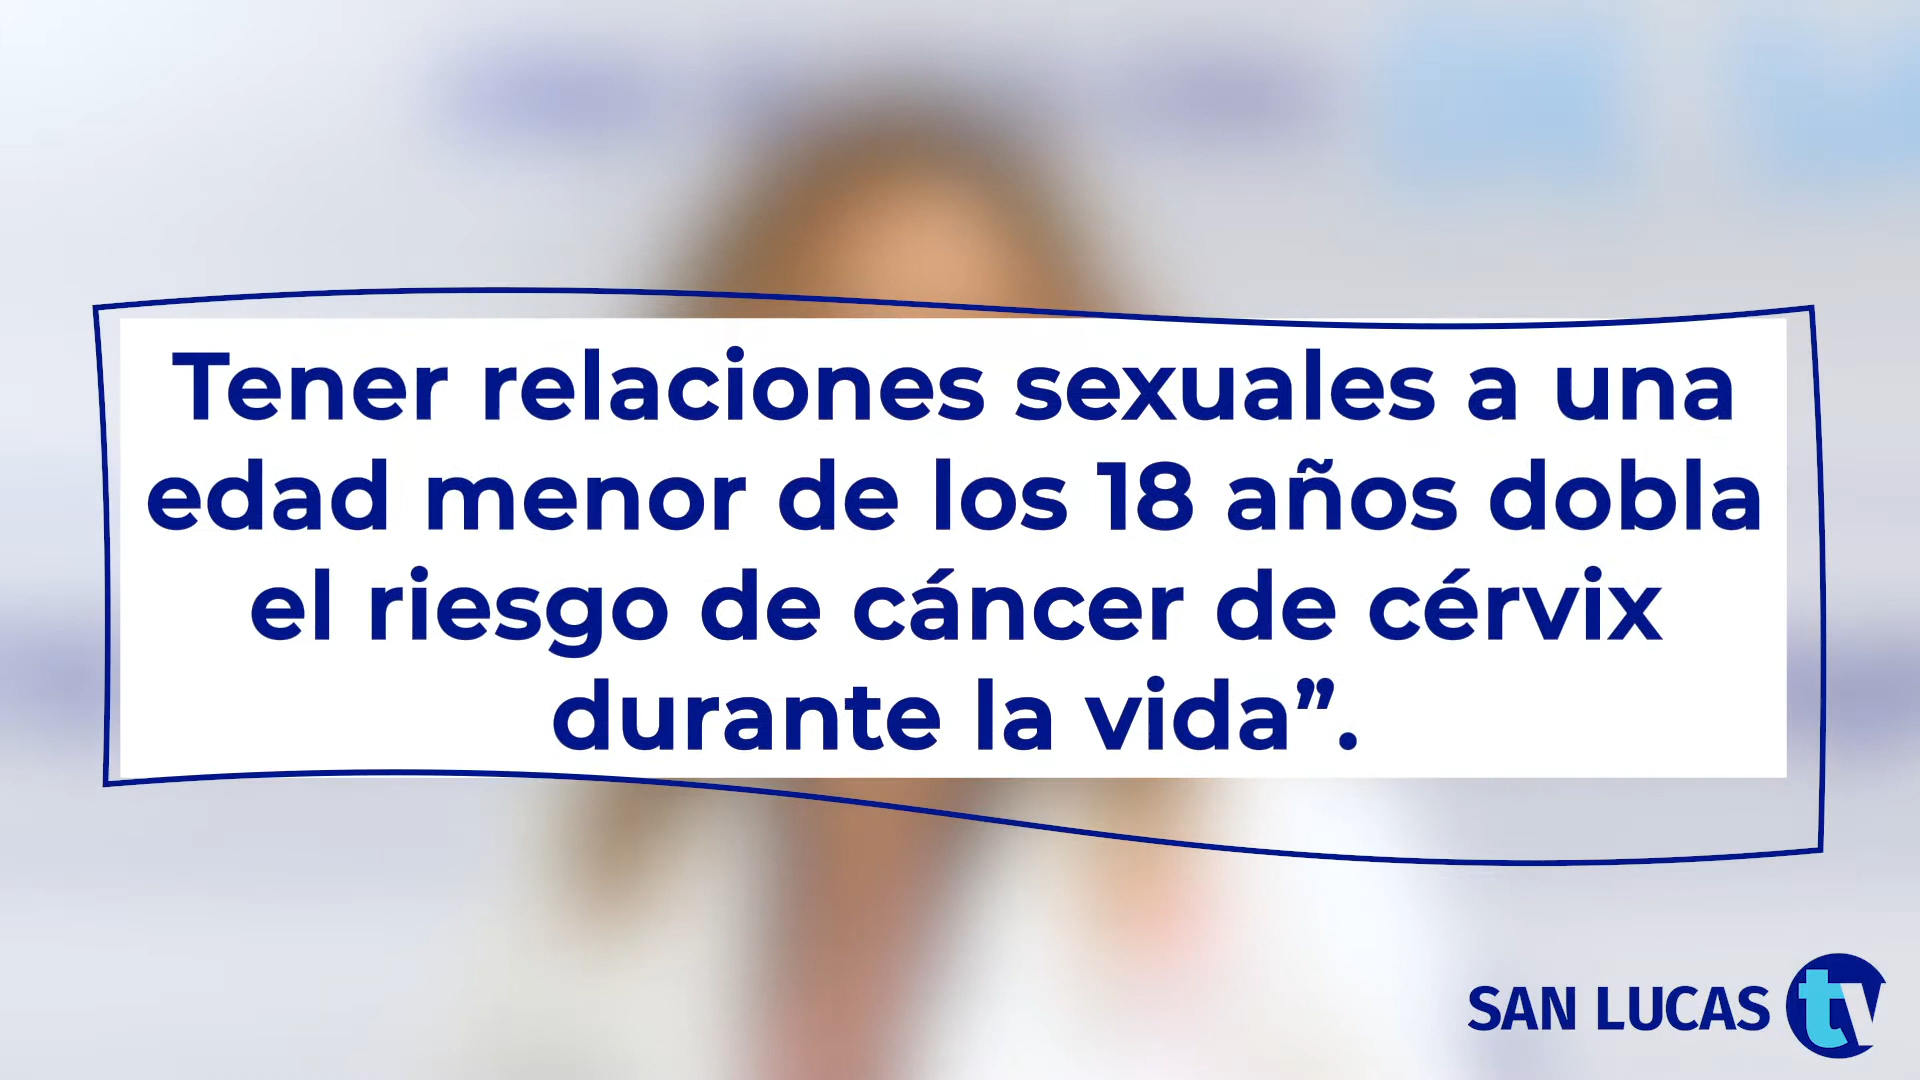 Tener relaciones sexuales a una
edad menor de los 18 años dobla
el riesgo de cáncer de cérvix
durante la vida”.
SAN LUCAS tv